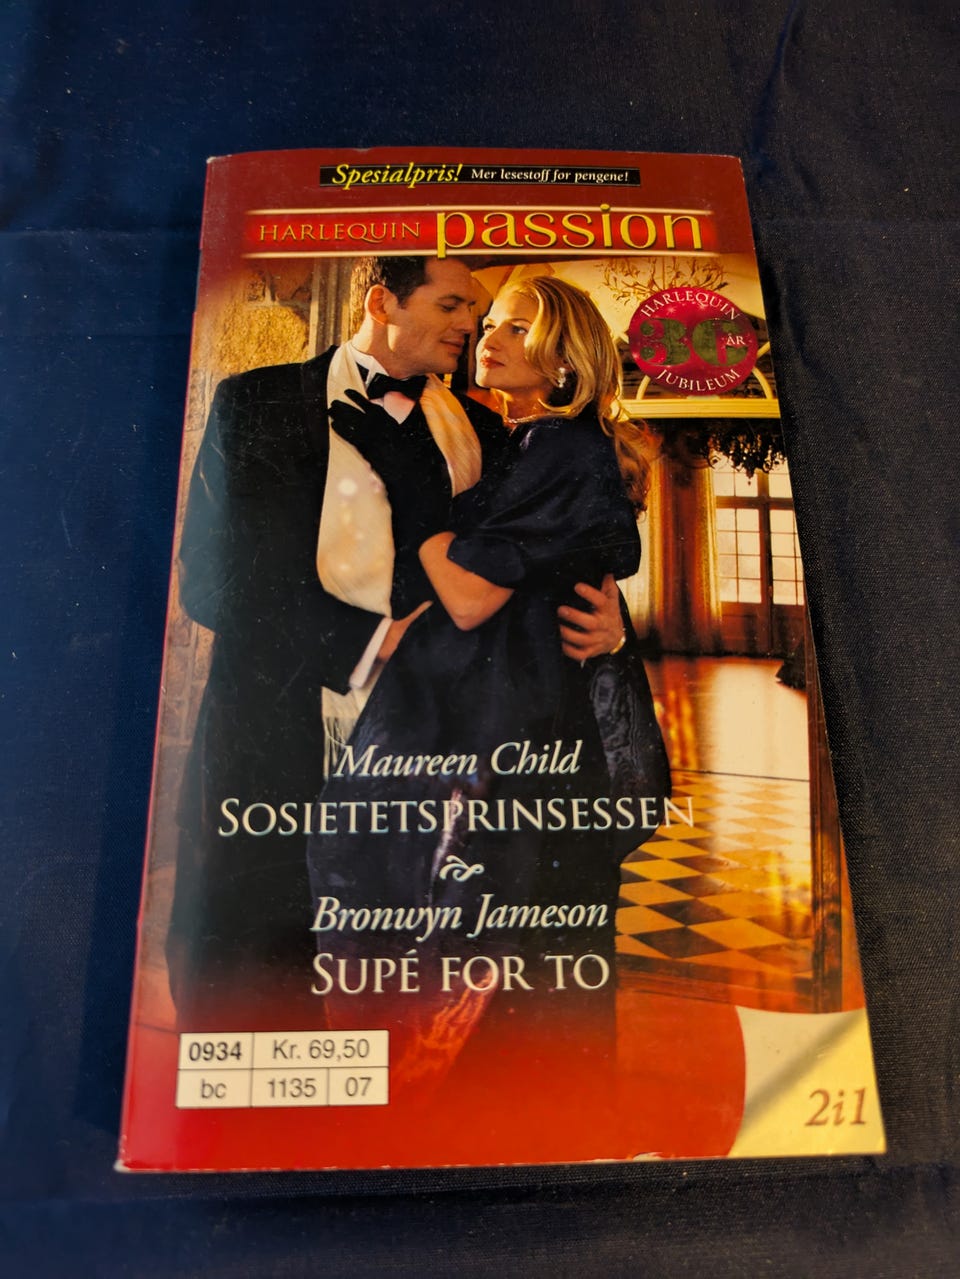 Spesialpris! Mer lesestoff for pengene!
HARLEQUIN passion
HARLEQUIN
30 ÅR
JUBILEUM
Maureen Child
SOSIETETSPRINSESSEN
Bronwyn Jameson
SUPÉ FOR TO
0934 Kr. 69,50
bc 1135 07
2i1